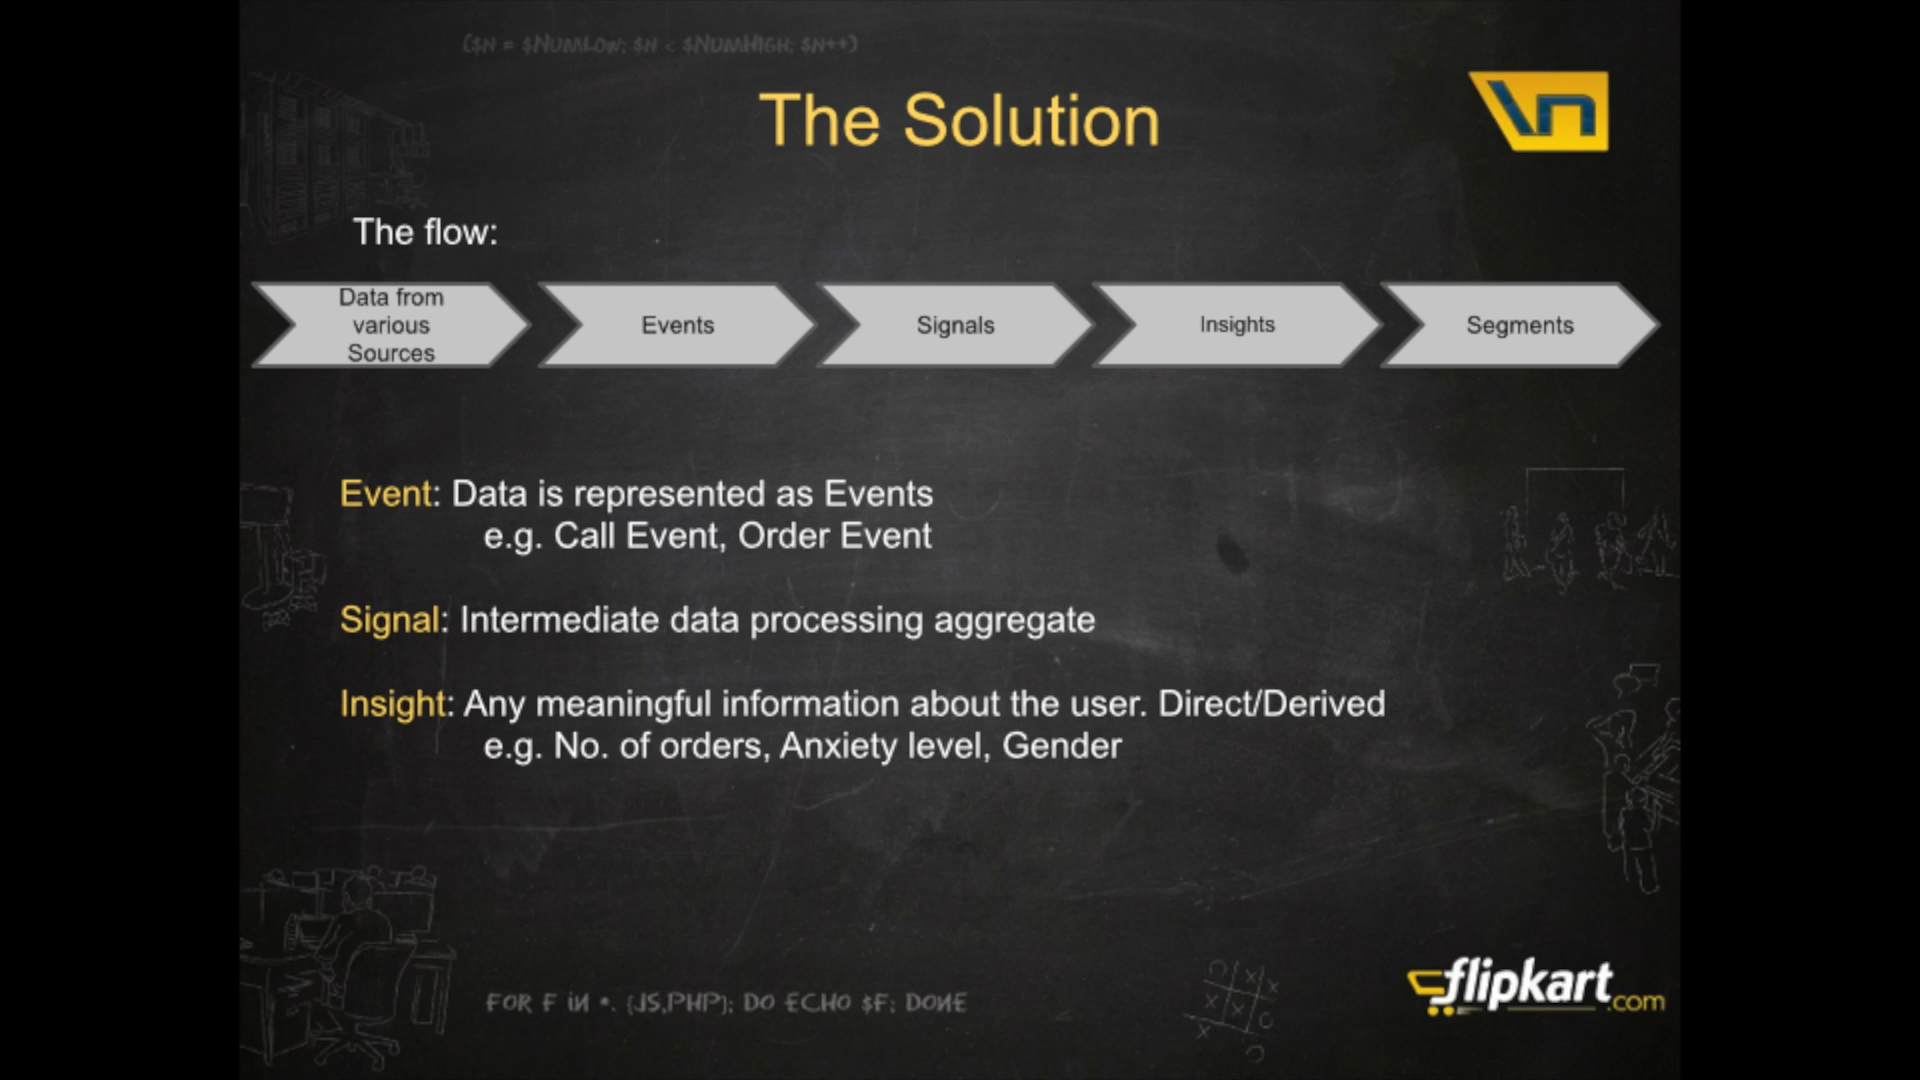 ($N = $NUMLOW; $N < $NUMHIGH; $N++)
The Solution
\n
The flow:
Data from
various
Sources
Events
Signals
Insights
Segments
Event: Data is represented as Events
e.g. Call Event, Order Event
Signal: Intermediate data processing aggregate
Insight: Any meaningful information about the user. Direct/Derived
e.g. No. of orders, Anxiety level, Gender
FOR F IN *. {JS,PHP}; DO ECHO $F; DONE
flipkart.com